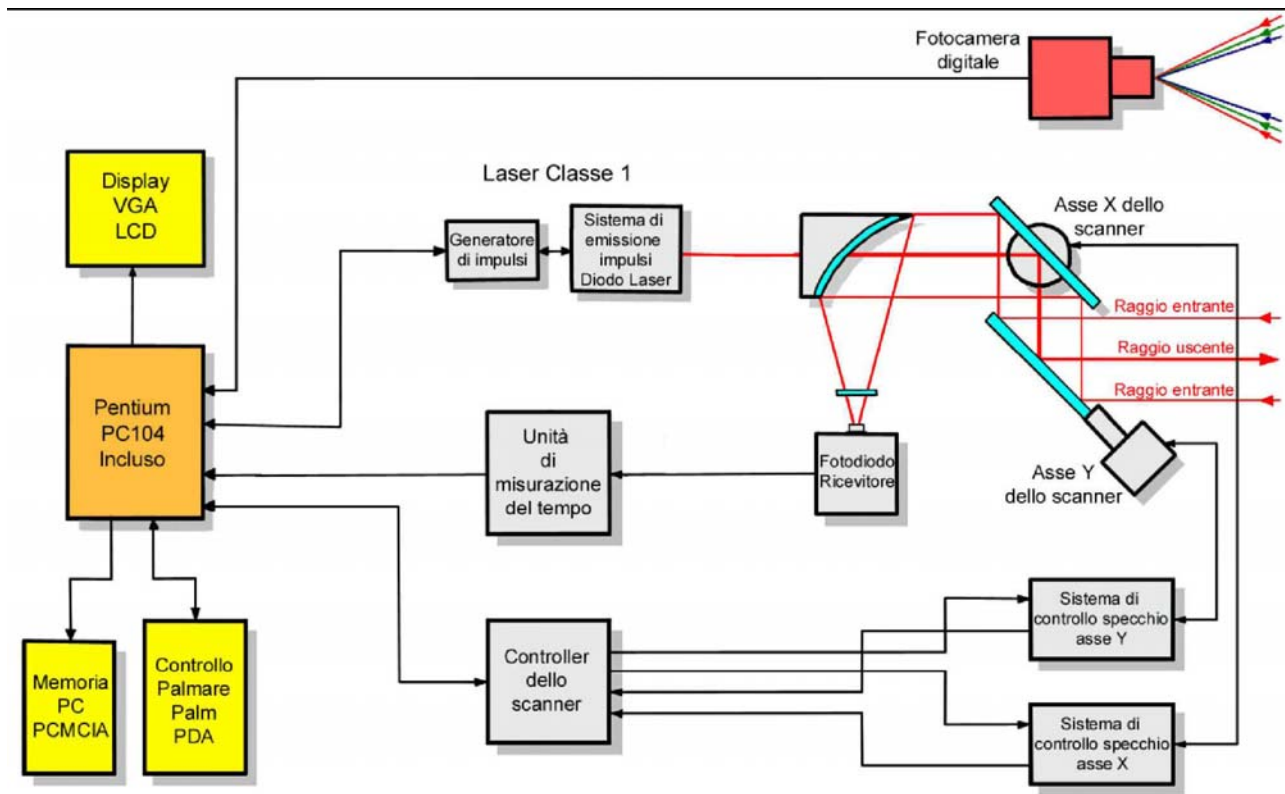 Fotocamera
digitale
Display
VGA
LCD
Laser Classe 1
Generatore
di impulsi
Sistema di
emissione
impulsi
Diodo Laser
Asse X dello
scanner
Raggio entrante
Raggio uscente
Raggio entrante
Pentium
PC104
Incluso
Unità
di
misurazione
del tempo
Fotodiodo
Ricevitore
Asse Y
dello scanner
Memoria
PC
PCMCIA
Controllo
Palmare
Palm
PDA
Controller
dello
scanner
Sistema di
controllo specchio
asse Y
Sistema di
controllo specchio
asse X